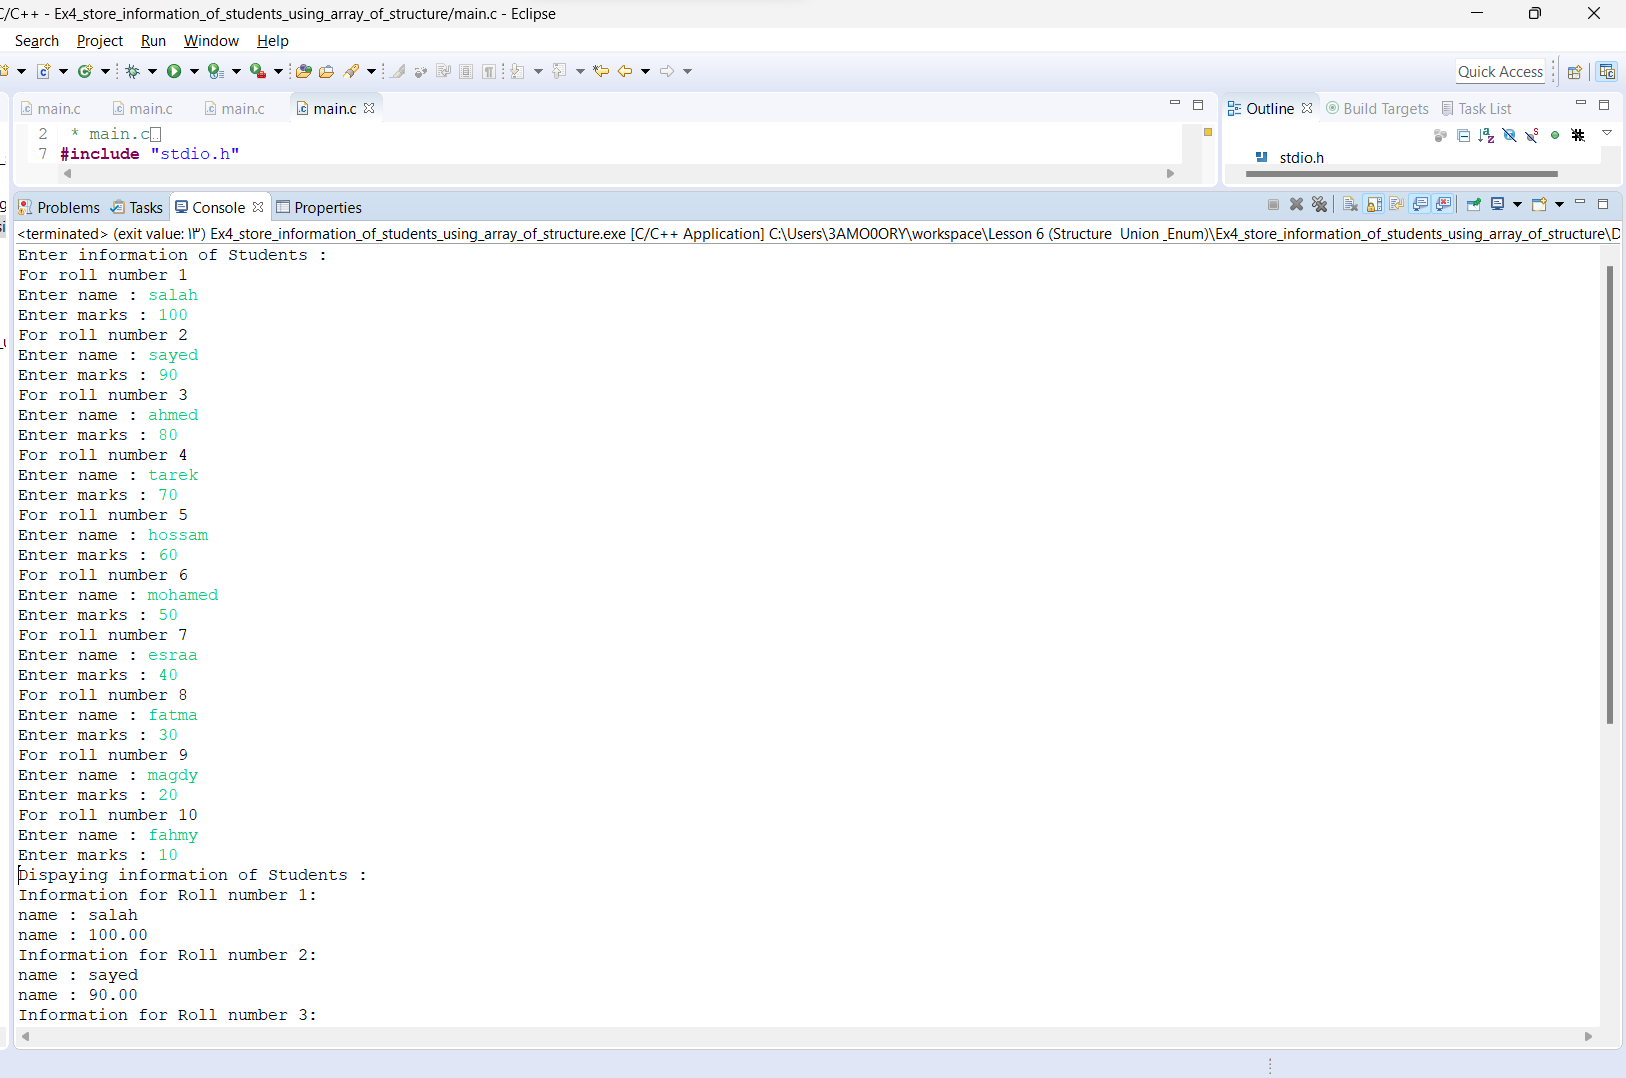 C/C++ - Ex4_store_information_of_students_using_array_of_structure/main.c - Eclipse
Search Project Run Window Help
Quick Access
main.c main.c main.c main.c
Outline Build Targets Task List
2 * main.c
7 #include "stdio.h"
stdio.h
Problems Tasks Console Properties
<terminated> (exit value: ١٣) Ex4_store_information_of_students_using_array_of_structure.exe [C/C++ Application] C:\Users\3AMO0ORY\workspace\Lesson 6 (Structure Union _Enum)\Ex4_store_information_of_students_using_array_of_structure\D
Enter information of Students :
For roll number 1
Enter name : salah
Enter marks : 100
For roll number 2
Enter name : sayed
Enter marks : 90
For roll number 3
Enter name : ahmed
Enter marks : 80
For roll number 4
Enter name : tarek
Enter marks : 70
For roll number 5
Enter name : hossam
Enter marks : 60
For roll number 6
Enter name : mohamed
Enter marks : 50
For roll number 7
Enter name : esraa
Enter marks : 40
For roll number 8
Enter name : fatma
Enter marks : 30
For roll number 9
Enter name : magdy
Enter marks : 20
For roll number 10
Enter name : fahmy
Enter marks : 10
Dispaying information of Students :
Information for Roll number 1:
name : salah
name : 100.00
Information for Roll number 2:
name : sayed
name : 90.00
Information for Roll number 3: